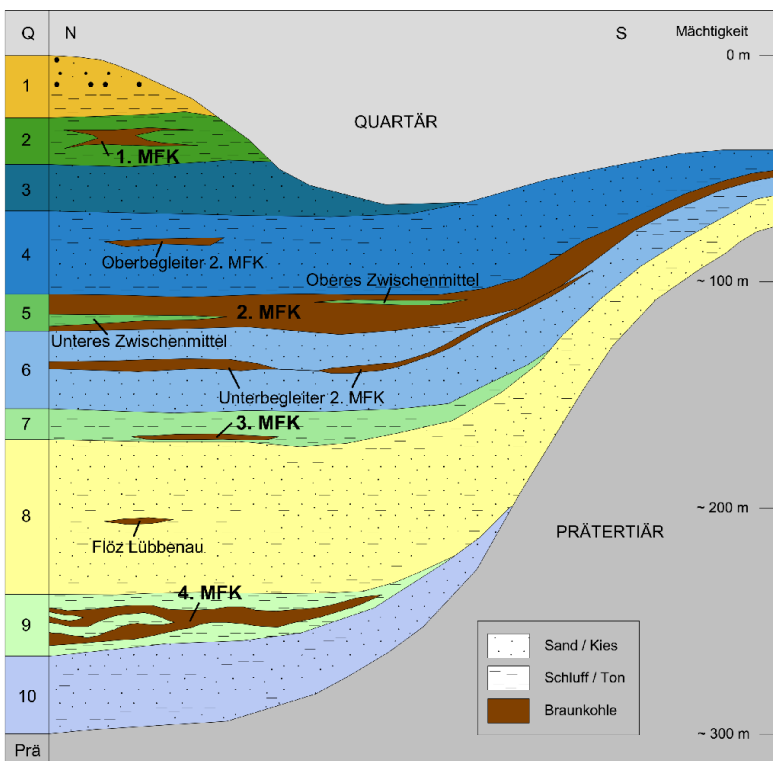 Q N S Mächtigkeit
0 m
1
QUARTÄR
2
1. MFK
3
4
Oberbegleiter 2. MFK
Oberes Zwischenmittel
~ 100 m
5
2. MFK
Unteres Zwischenmittel
6
Unterbegleiter 2. MFK
7
3. MFK
8
~ 200 m
Flöz Lübbenau
PRÄTERTIÄR
4. MFK
9
Sand / Kies
Schluff / Ton
10
Braunkohle
~ 300 m
Prä